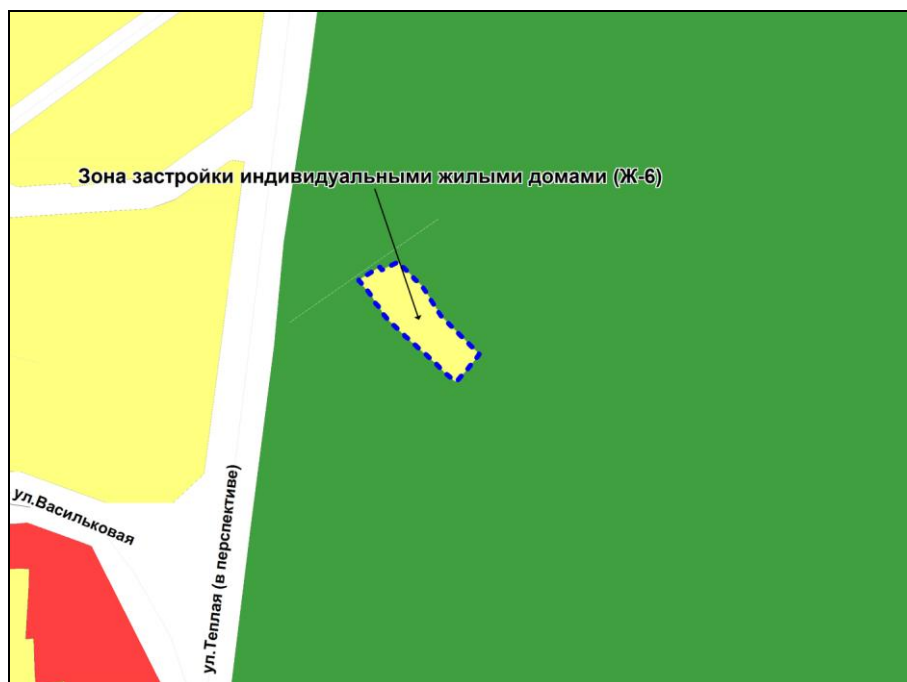 Зона застройки индивидуальными жилыми домами (Ж-6)
ул.Васильковая
ул.Теплая (в перспективе)